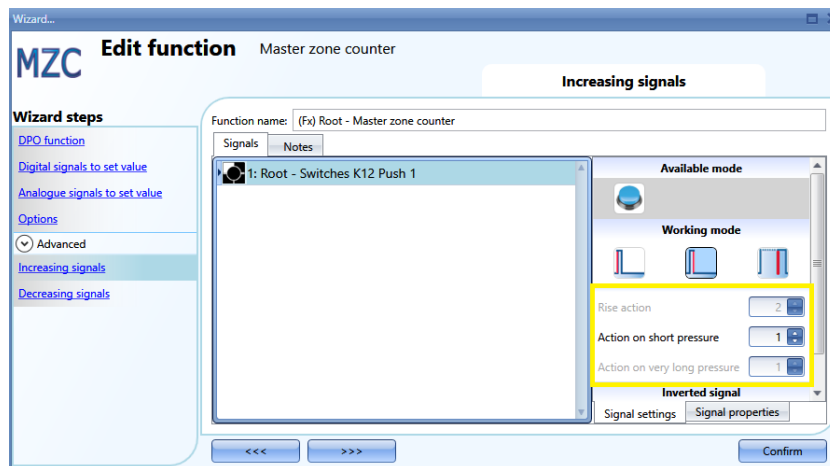 Wizard...
MZC
Edit function
Master zone counter
Increasing signals
Wizard steps
DPO function
Digital signals to set value
Analogue signals to set value
Options
Advanced
Increasing signals
Decreasing signals
Function name:
(Fx) Root - Master zone counter
Signals
Notes
1: Root - Switches K12 Push 1
Available mode
Working mode
Rise action
2
Action on short pressure
1
Action on very long pressure
1
Inverted signal
Signal settings
Signal properties
<<<
>>>
Confirm